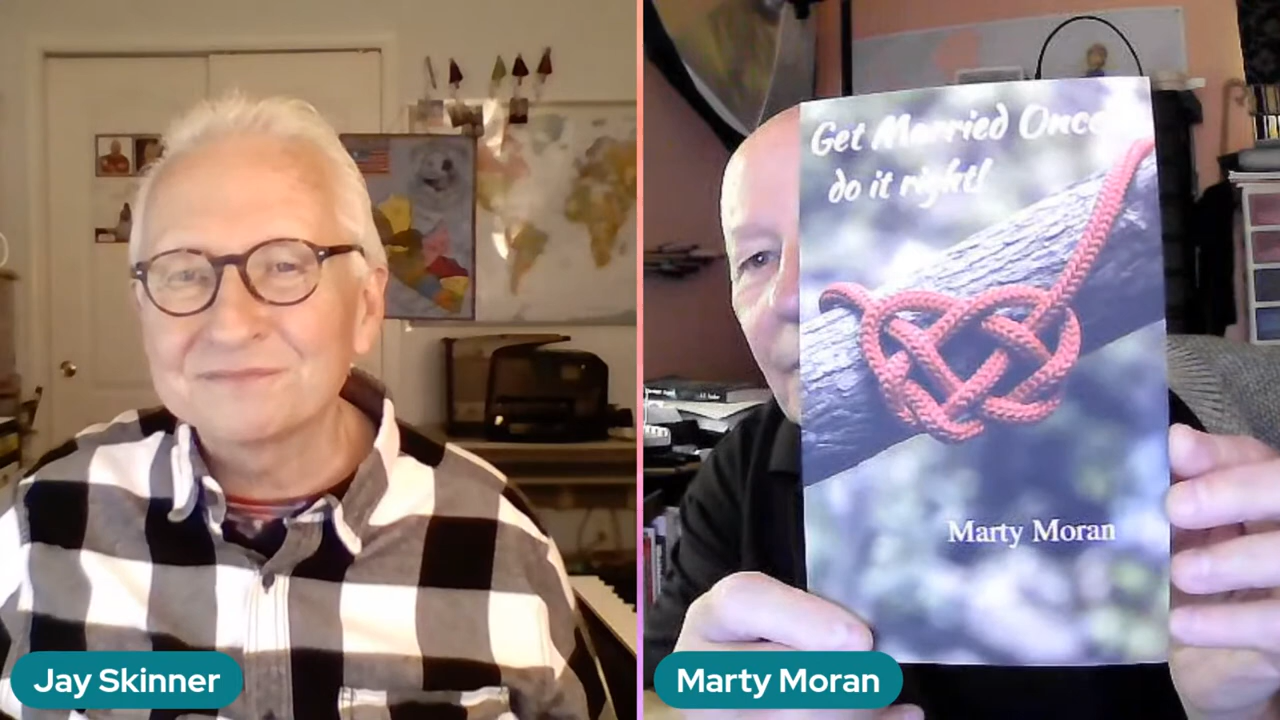 Get Married Once
do it right!
Marty Moran
Jay Skinner
Marty Moran